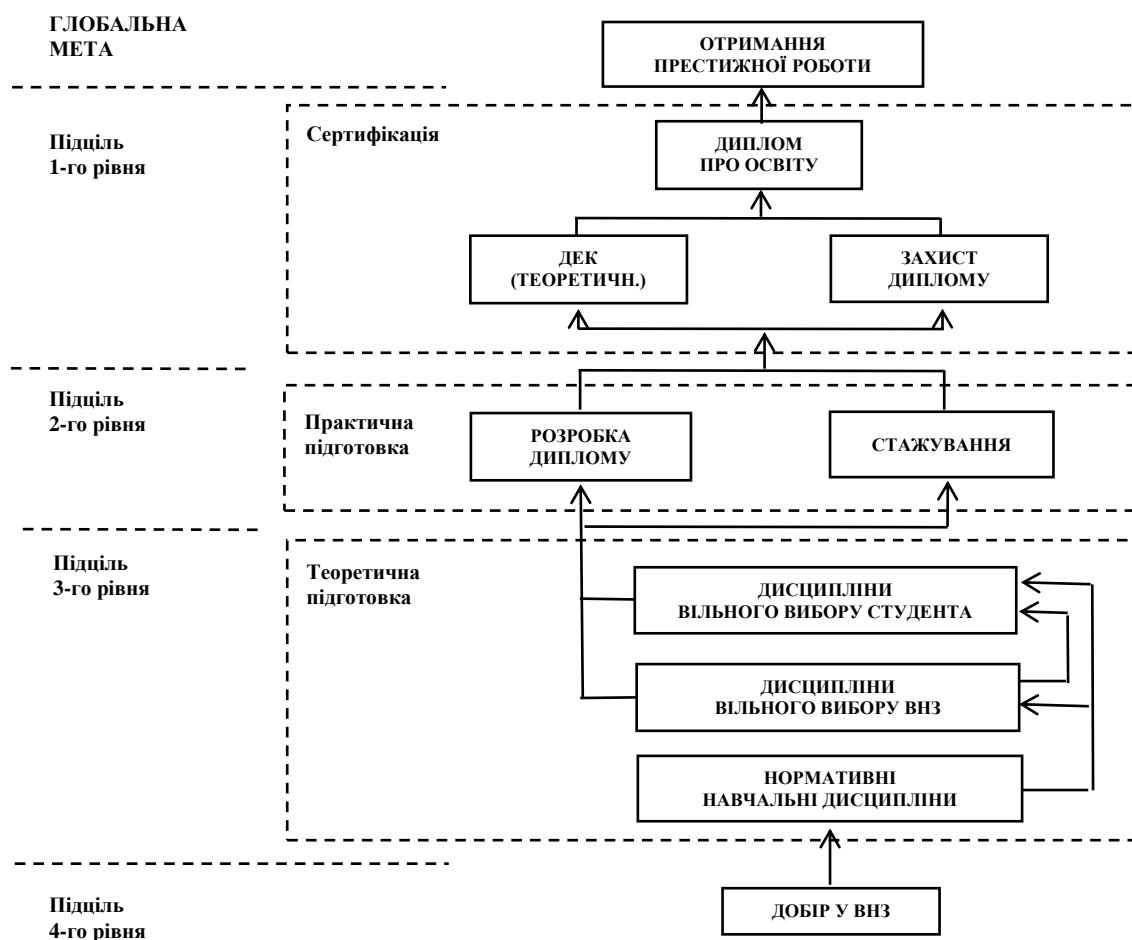 ГЛОБАЛЬНА
МЕТА
ОТРИМАННЯ
ПРЕСТИЖНОЇ РОБОТИ
Підціль
1-го рівня
Сертифікація
ДИПЛОМ
ПРО ОСВІТУ
ДЕК
(ТЕОРЕТИЧН.)
ЗАХИСТ
ДИПЛОМУ
Підціль
2-го рівня
Практична
підготовка
РОЗРОБКА
ДИПЛОМУ
СТАЖУВАННЯ
Підціль
3-го рівня
Теоретична
підготовка
ДИСЦИПЛІНИ
ВІЛЬНОГО ВИБОРУ СТУДЕНТА
ДИСЦИПЛІНИ
ВІЛЬНОГО ВИБОРУ ВНЗ
НОРМАТИВНІ
НАВЧАЛЬНІ ДИСЦИПЛІНИ
Підціль
4-го рівня
ДОБІР У ВНЗ